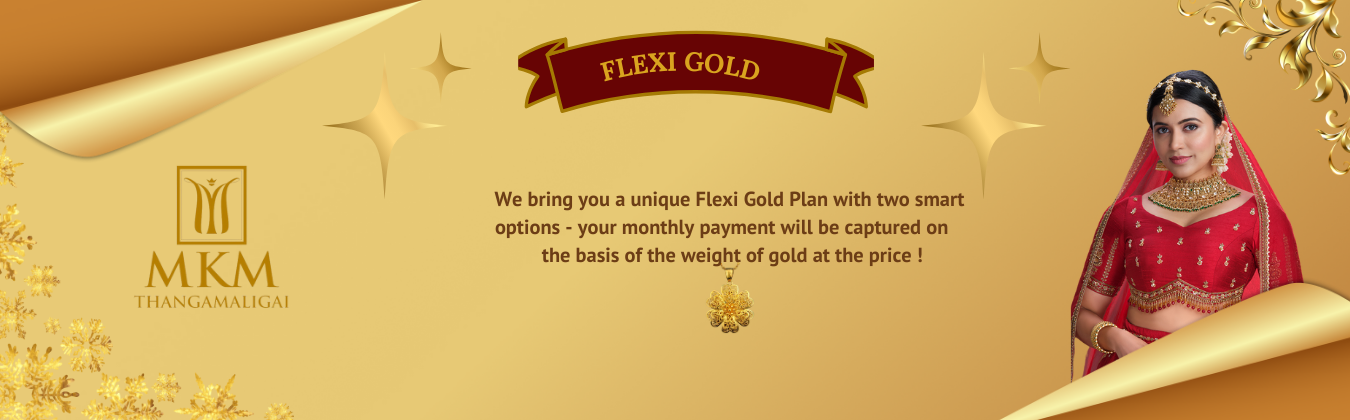 FLEXI GOLD
We bring you a unique Flexi Gold Plan with two smart
options - your monthly payment will be captured on
the basis of the weight of gold at the price !
MKM
THANGAMALIGAI